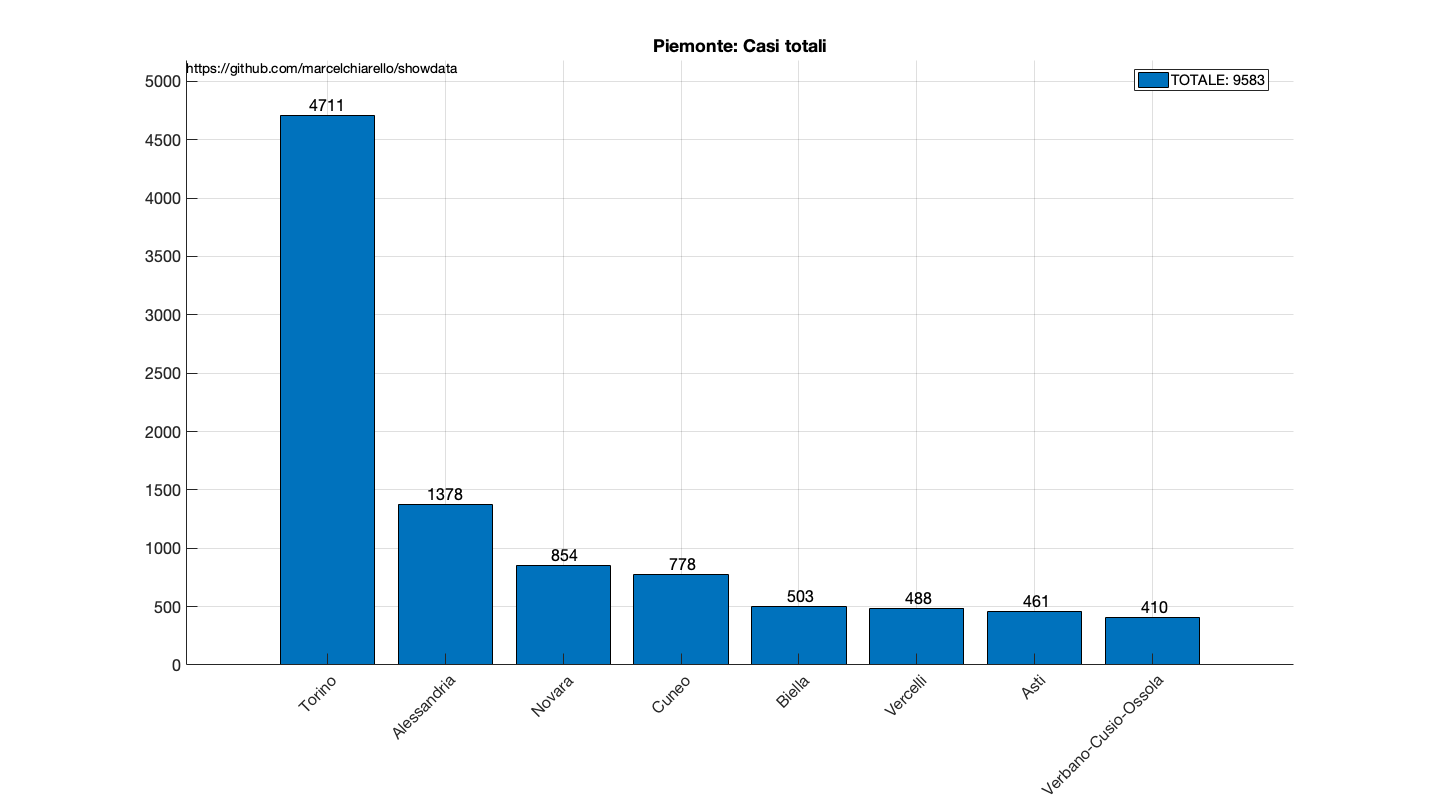 Piemonte: Casi totali
https://github.com/marcelchiarello/showdata
TOTALE: 9583
5000
4500
4000
3500
3000
2500
2000
1500
1000
500
0
4711
1378
854
778
503
488
461
410
Torino
Alessandria
Novara
Cuneo
Biella
Vercelli
Asti
Verbano-Cusio-Ossola